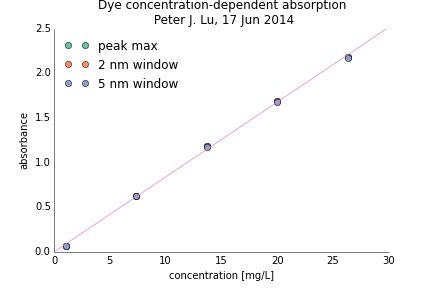 Dye concentration-dependent absorption
Peter J. Lu, 17 Jun 2014
2.5
peak max
2 nm window
5 nm window
2.0
1.5
absorbance
1.0
0.5
0.0
0
5
10
15
20
25
30
concentration [mg/L]